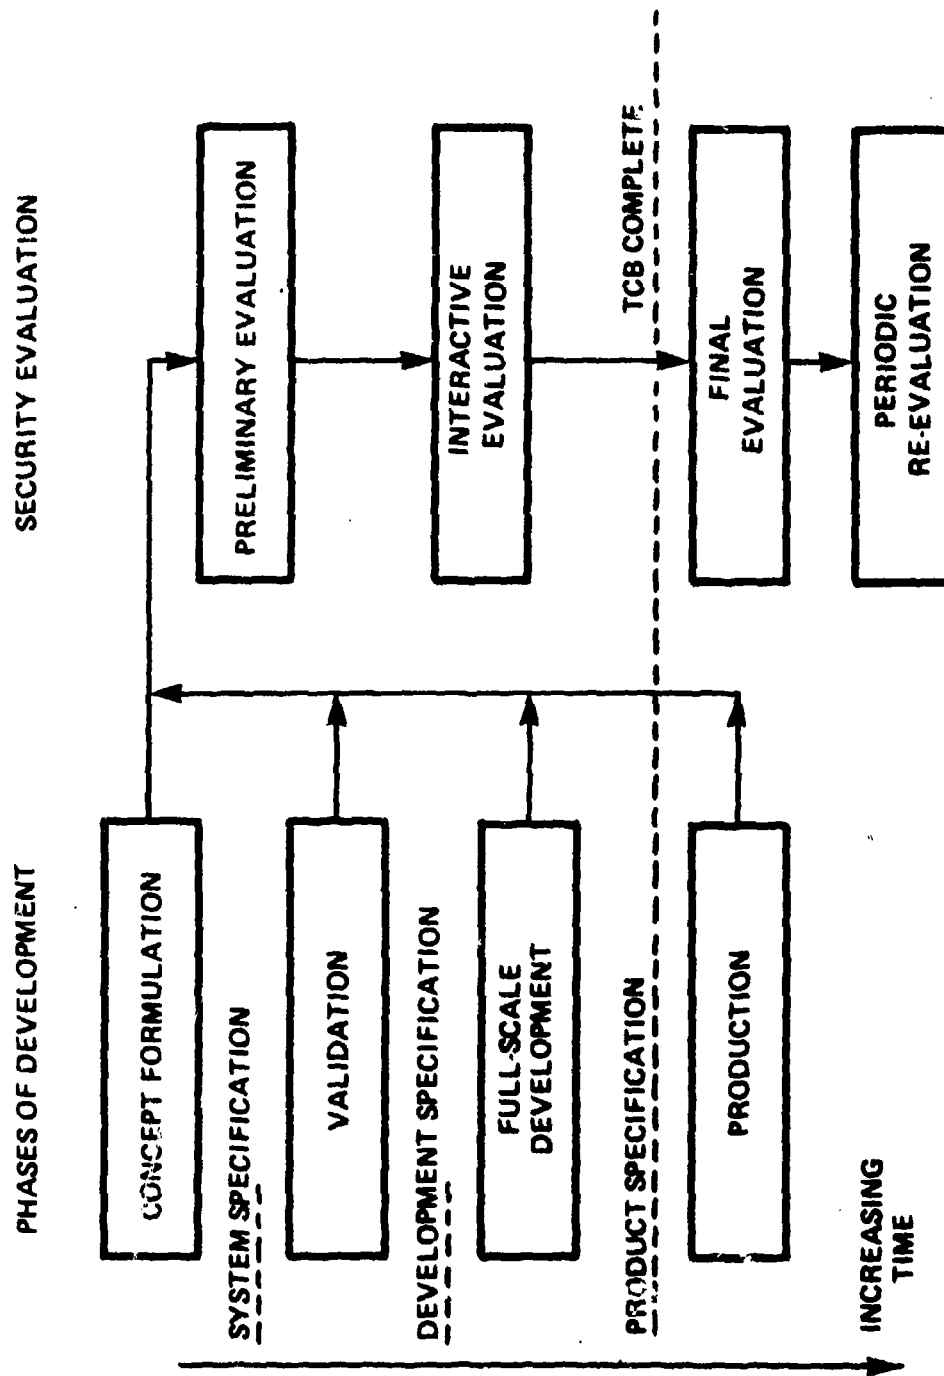 PHASES OF DEVELOPMENT
SECURITY EVALUATION
CONCEPT FORMULATION
SYSTEM SPECIFICATION
VALIDATION
DEVELOPMENT SPECIFICATION
FULL-SCALE
DEVELOPMENT
PRODUCT SPECIFICATION
PRODUCTION
INCREASING
TIME
PRELIMINARY EVALUATION
INTERACTIVE
EVALUATION
TCB COMPLETE
FINAL
EVALUATION
PERIODIC
RE-EVALUATION